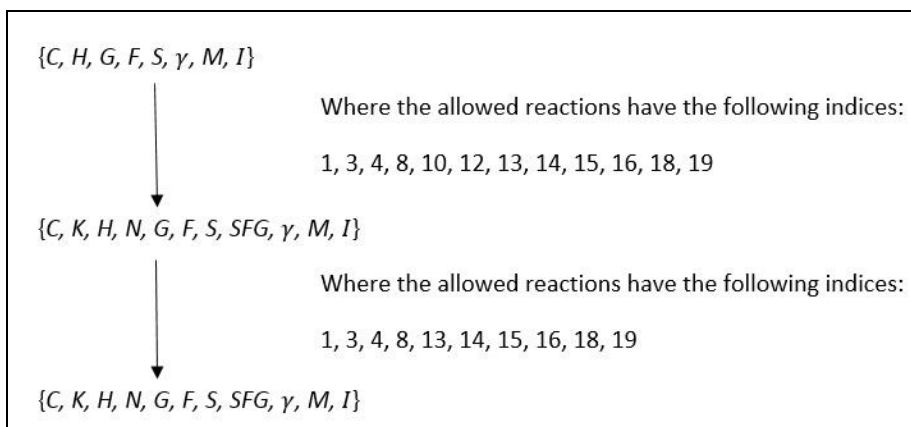 {C, H, G, F, S, γ, M, I}
Where the allowed reactions have the following indices:
1, 3, 4, 8, 10, 12, 13, 14, 15, 16, 18, 19
{C, K, H, N, G, F, S, SFG, γ, M, I}
Where the allowed reactions have the following indices:
1, 3, 4, 8, 13, 14, 15, 16, 18, 19
{C, K, H, N, G, F, S, SFG, γ, M, I}